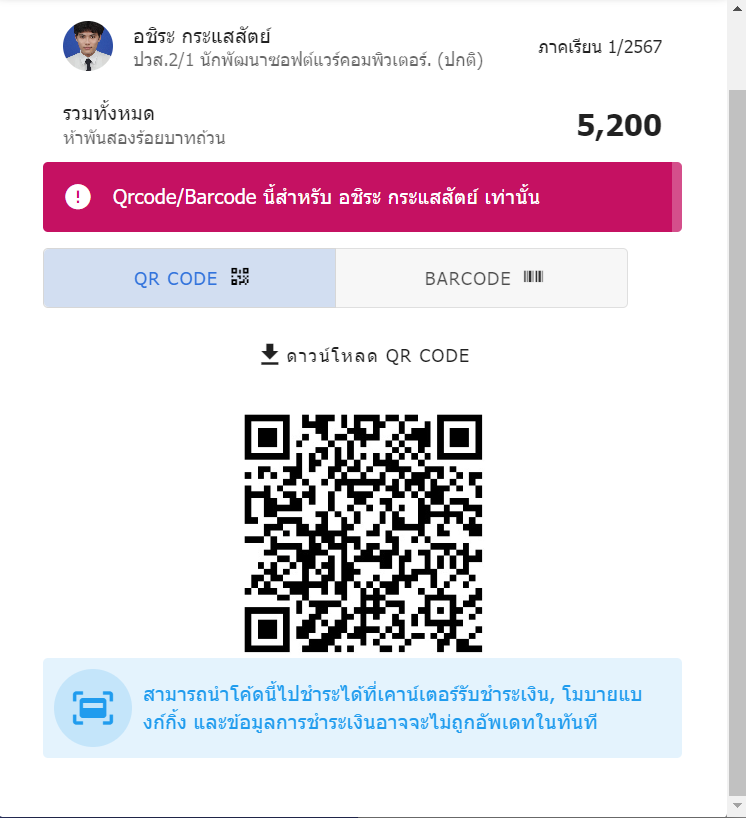 อชิระ กระแสสัตย์
ปวส.2/1 นักพัฒนาซอฟต์แวร์คอมพิวเตอร์. (ปกติ)
ภาคเรียน 1/2567
รวมทั้งหมด
ห้าพันสองร้อยบาทถ้วน
5,200
Qrcode/Barcode นี้สำหรับ อชิระ กระแสสัตย์ เท่านั้น
QR CODE
BARCODE
ดาวน์โหลด QR CODE
สามารถนำโค้ดนี้ไปชำระได้ที่เคาน์เตอร์รับชำระเงิน, โมบายแบ
งก์กิ้ง และข้อมูลการชำระเงินอาจจะไม่ถูกอัพเดทในทันที